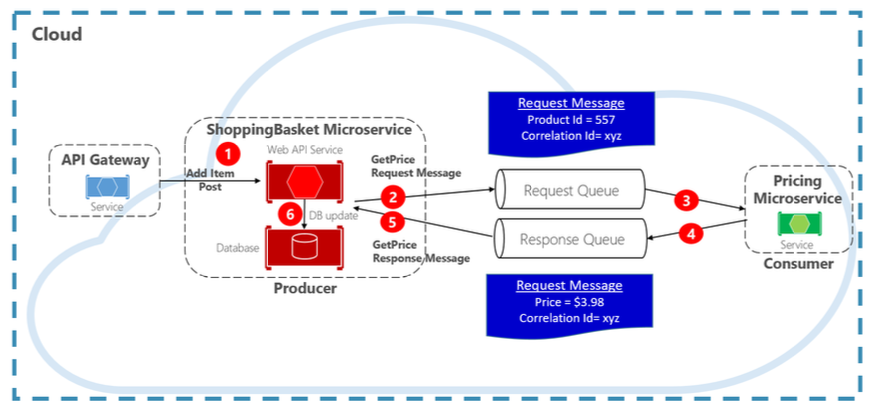 Cloud
API Gateway
Service
ShoppingBasket Microservice
1
Web API Service
Add Item
Post
6
DB update
Database
Producer
GetPrice
Request Message
2
5
GetPrice
Response Message
Request Message
Product Id = 557
Correlation Id= xyz
Request Queue
3
Response Queue
4
Request Message
Price = $3.98
Correlation Id= xyz
Pricing
Microservice
Service
Consumer